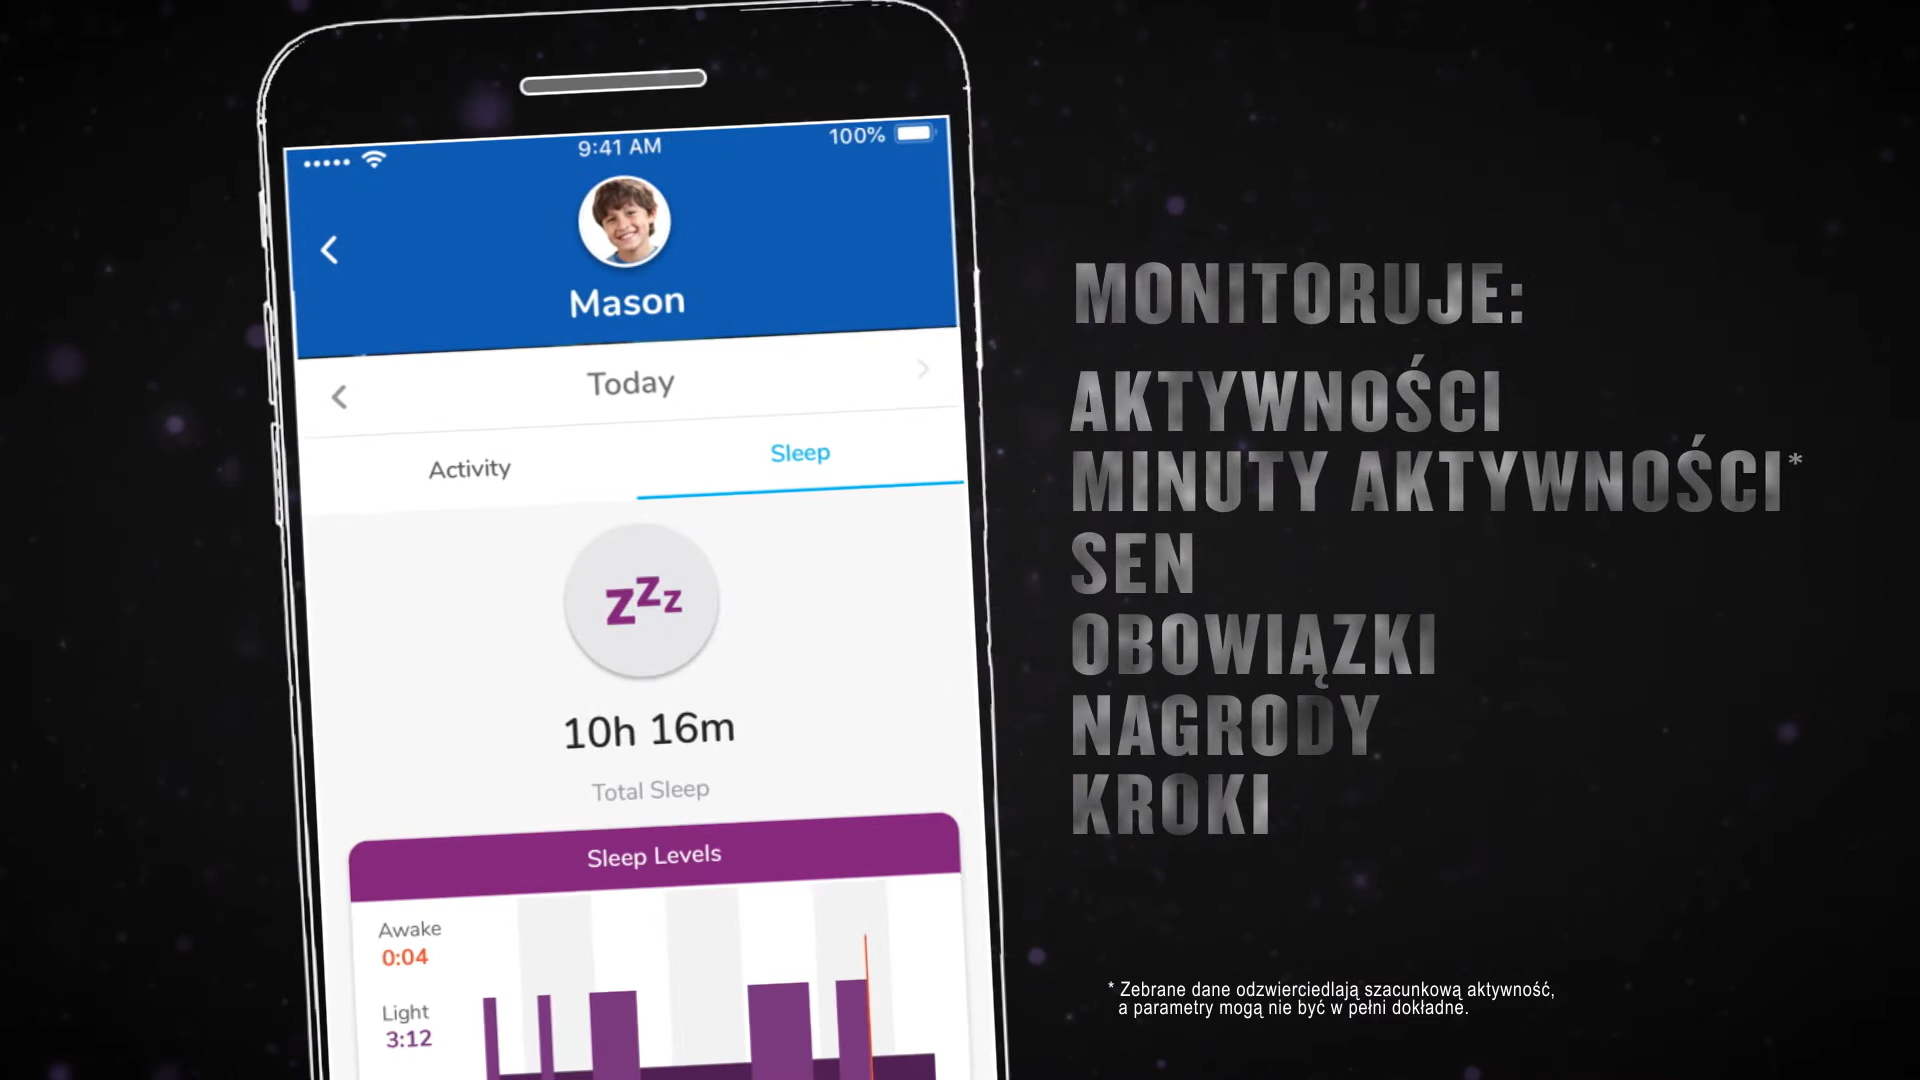 9:41 AM
100%
Mason
Today
Activity
Sleep
zzz
10h 16m
Total Sleep
Sleep Levels
Awake
0:04
Light
3:12
MONITORUJE:
AKTYWNOŚCI
MINUTY AKTYWNOŚCI*
SEN
OBOWIĄZKI
NAGRODY
KROKI
* Zebrane dane odzwierciedlają szacunkową aktywność,
a parametry mogą nie być w pełni dokładne.